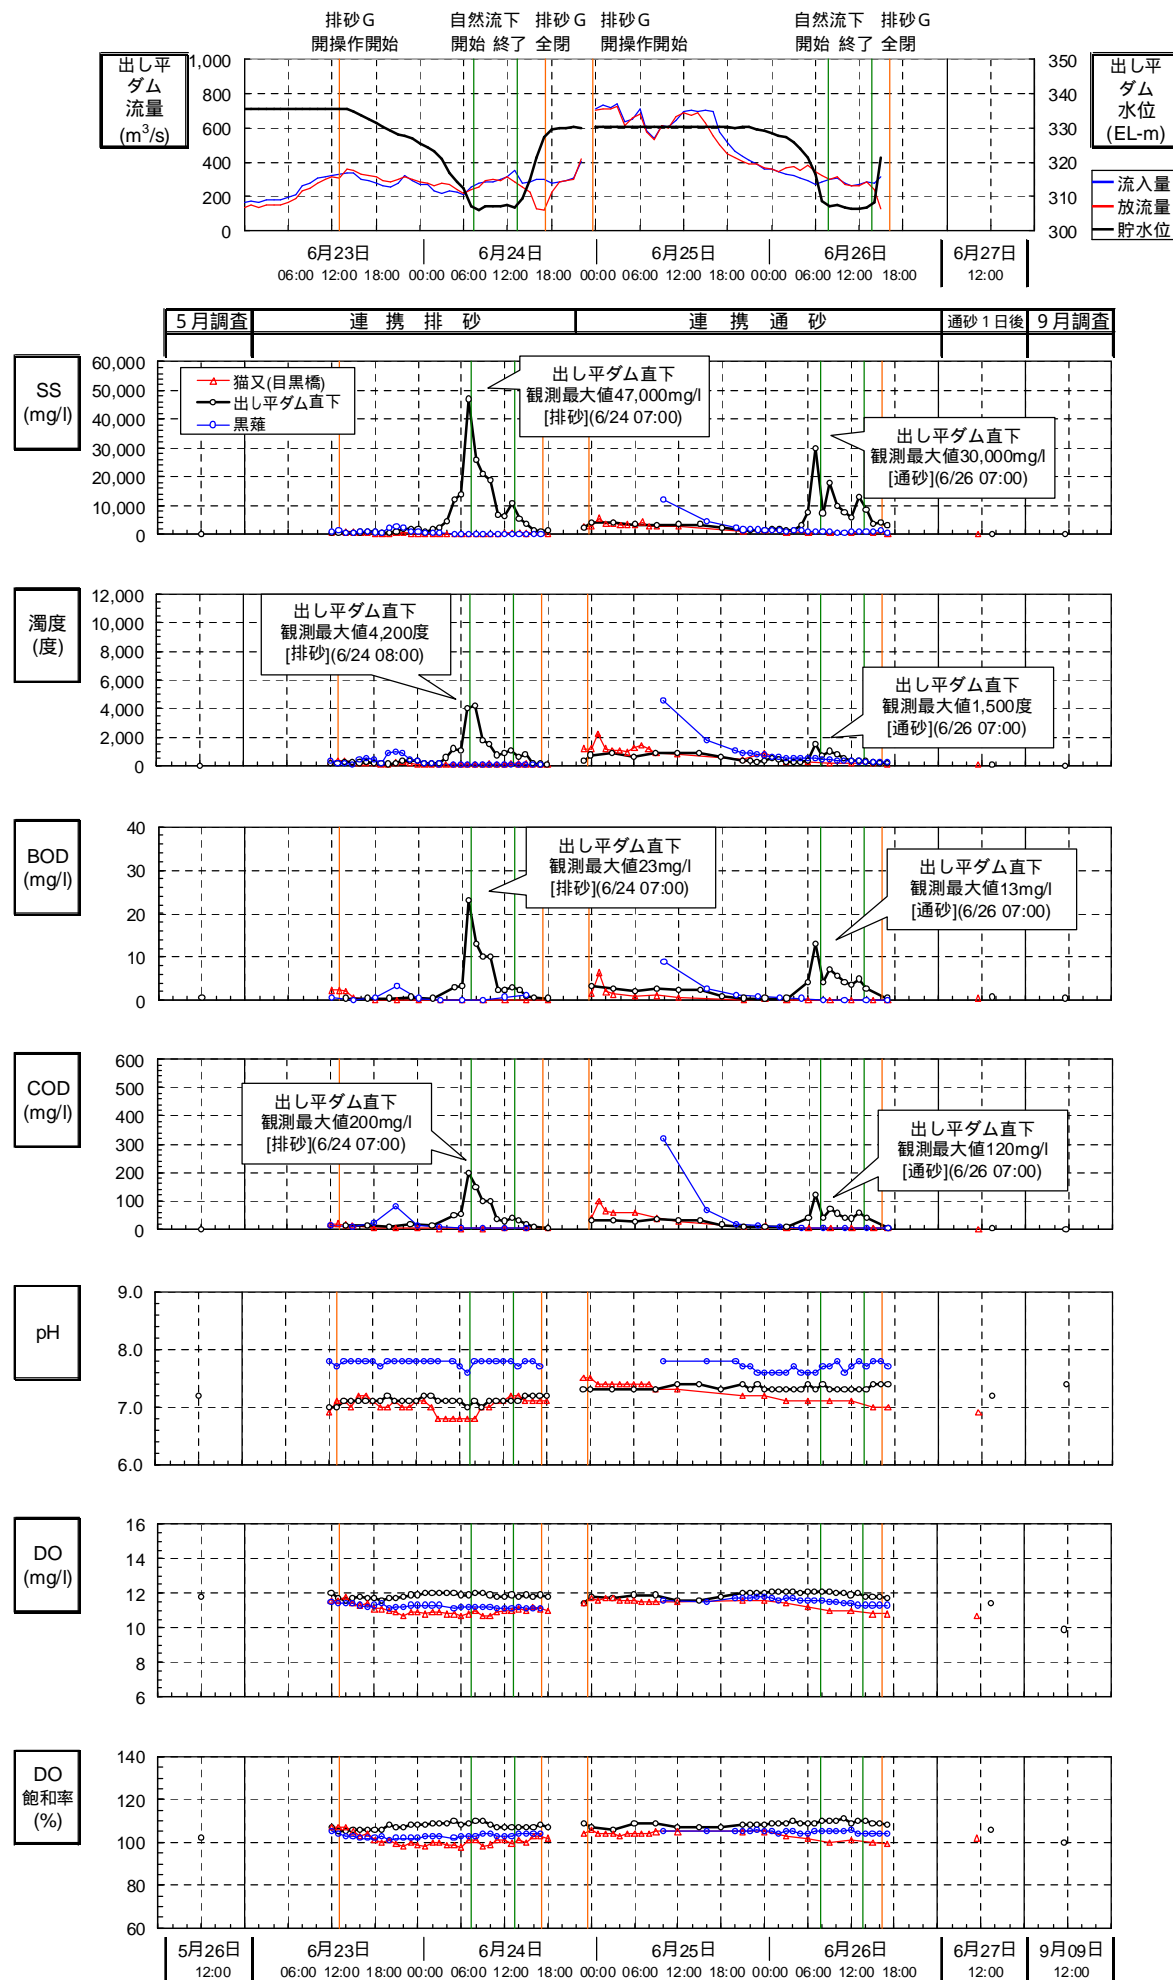 排砂G 自然流下 排砂G 排砂G 自然流下 排砂G
開操作開始 開始 終了 全閉 開操作開始 開始 終了 全閉
出し平
ダム
流量
(m³/s)
1,000
800
600
400
200
0
350
340
330
320
310
300
出し平
ダム
水位
(EL-m)
流入量
放流量
貯水位
6月23日 6月24日 6月25日 6月26日 6月27日
06:00 12:00 18:00 00:00 06:00 12:00 18:00 00:00 06:00 12:00 18:00 00:00 06:00 12:00 18:00 12:00
5月調査 連携排砂 連携通砂 通砂1日後 9月調査
SS
(mg/l)
60,000
50,000
40,000
30,000
20,000
10,000
0
猫又(目黒橋)
出し平ダム直下
黒薙
出し平ダム直下
観測最大値47,000mg/l
[排砂](6/24 07:00)
出し平ダム直下
観測最大値30,000mg/l
[通砂](6/26 07:00)
濁度
(度)
12,000
10,000
8,000
6,000
4,000
2,000
0
出し平ダム直下
観測最大値4,200度
[排砂](6/24 08:00)
出し平ダム直下
観測最大値1,500度
[通砂](6/26 07:00)
BOD
(mg/l)
40
30
20
10
0
出し平ダム直下
観測最大値23mg/l
[排砂](6/24 07:00)
出し平ダム直下
観測最大値13mg/l
[通砂](6/26 07:00)
COD
(mg/l)
600
500
400
300
200
100
0
出し平ダム直下
観測最大値200mg/l
[排砂](6/24 07:00)
出し平ダム直下
観測最大値120mg/l
[通砂](6/26 07:00)
pH
9.0
8.0
7.0
6.0
DO
(mg/l)
16
14
12
10
8
6
DO
飽和率
(%)
140
120
100
80
60
5月26日 6月23日 6月24日 6月25日 6月26日 6月27日 9月09日
12:00 06:00 12:00 18:00 00:00 06:00 12:00 18:00 00:00 06:00 12:00 18:00 00:00 06:00 12:00 18:00 12:00 12:00